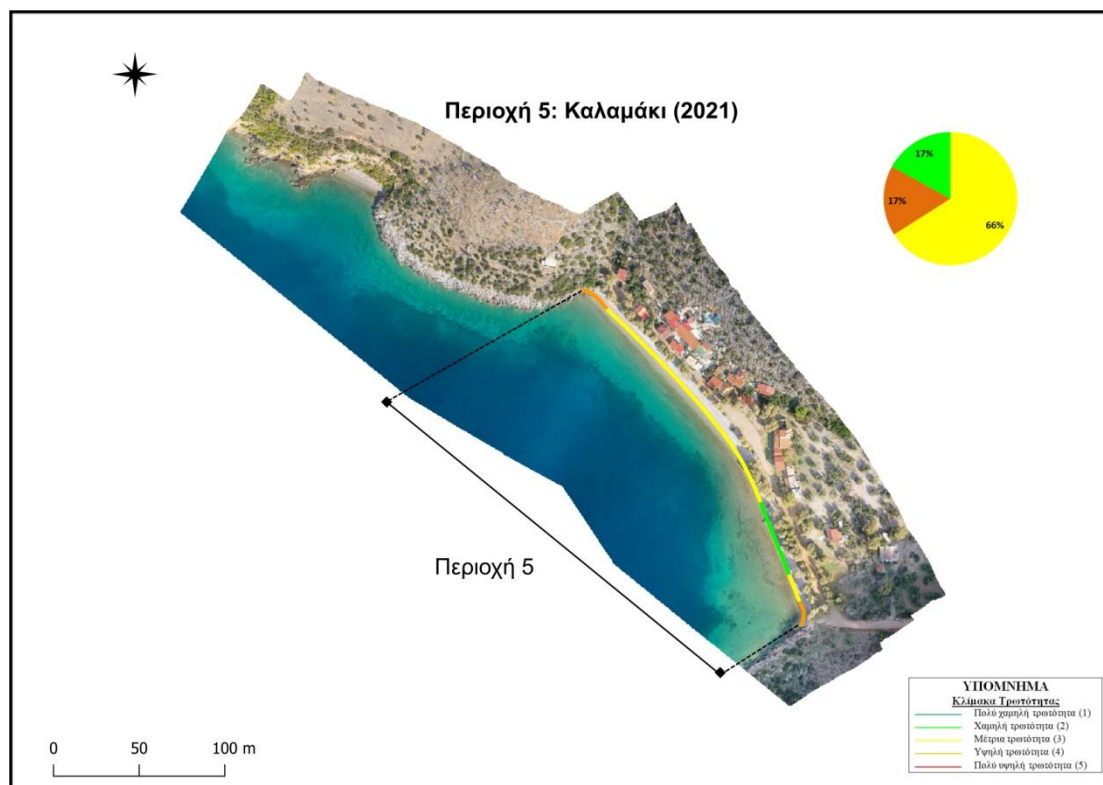 Περιοχή 5: Καλαμάκι (2021)
17%
17%
66%
Περιοχή 5
0 50 100 m
ΥΠΟΜΝΗΜΑ
Κλίμακα Τρωτότητας
Πολύ χαμηλή τρωτότητα (1)
Χαμηλή τρωτότητα (2)
Μέτρια τρωτότητα (3)
Υψηλή τρωτότητα (4)
Πολύ υψηλή τρωτότητα (5)